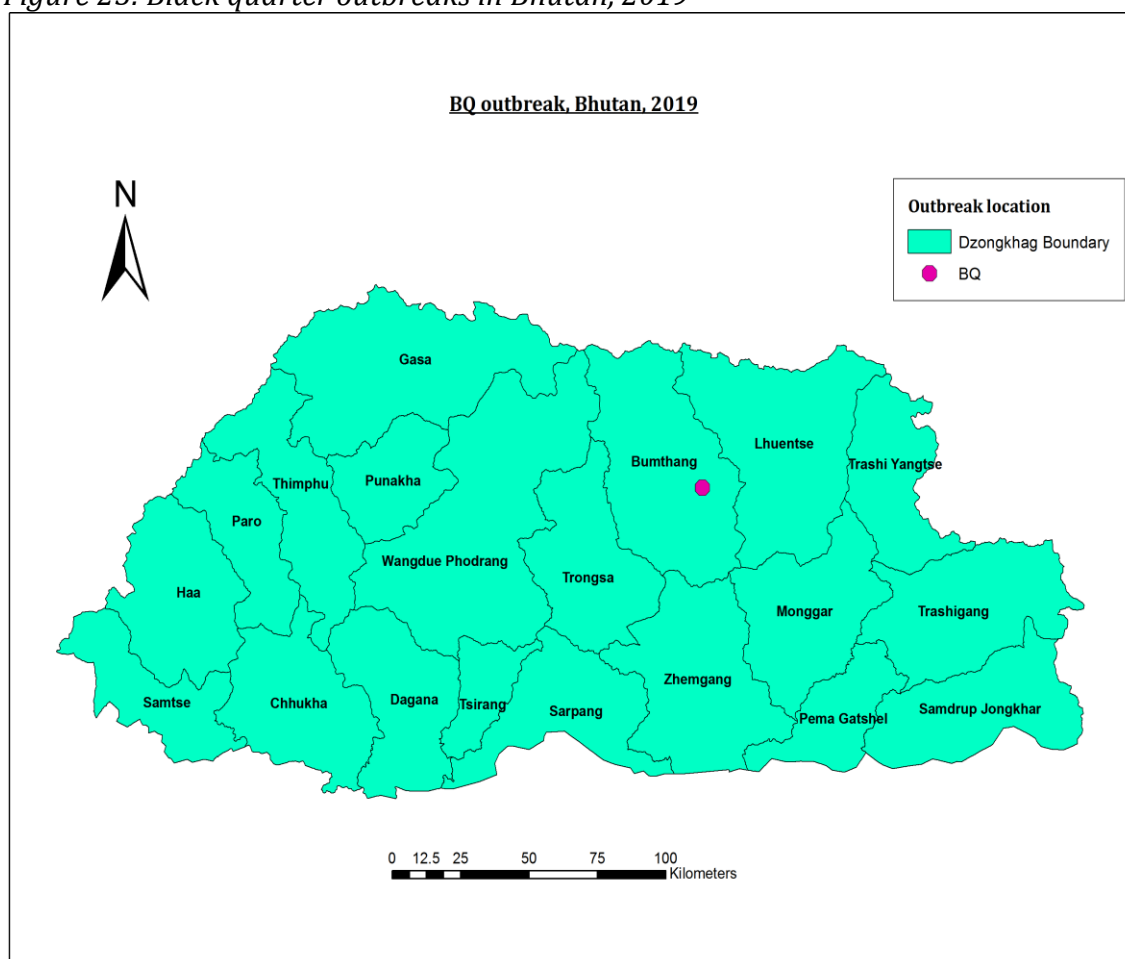 Figure 23: Black quarter outbreaks in Bhutan, 2019
BQ outbreak, Bhutan, 2019
N
Outbreak location
Dzongkhag Boundary
BQ
Gasa
Lhuentse
Bumthang
Trashi Yangtse
Punakha
Thimphu
Paro
Wangdue Phodrang
Trongsa
Haa
Monggar
Trashigang
Zhemgang
Samtse
Chhukha
Dagana
Tsirang
Sarpang
Pema Gatshel
Samdrup Jongkhar
0 12.5 25 50 75 100
Kilometers